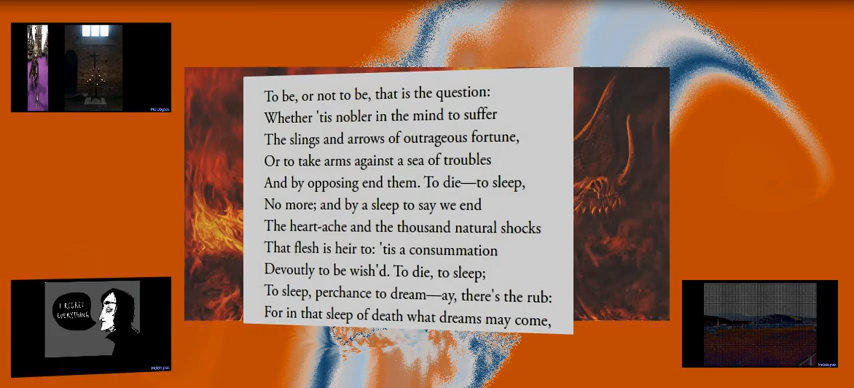 To be, or not to be, that is the question:
Whether 'tis nobler in the mind to suffer
The slings and arrows of outrageous fortune,
Or to take arms against a sea of troubles
And by opposing end them. To die—to sleep,
No more; and by a sleep to say we end
The heart-ache and the thousand natural shocks
That flesh is heir to: 'tis a consummation
Devoutly to be wish'd. To die, to sleep;
To sleep, perchance to dream—ay, there's the rub:
For in that sleep of death what dreams may come,
I REGRET
EVERYTHING